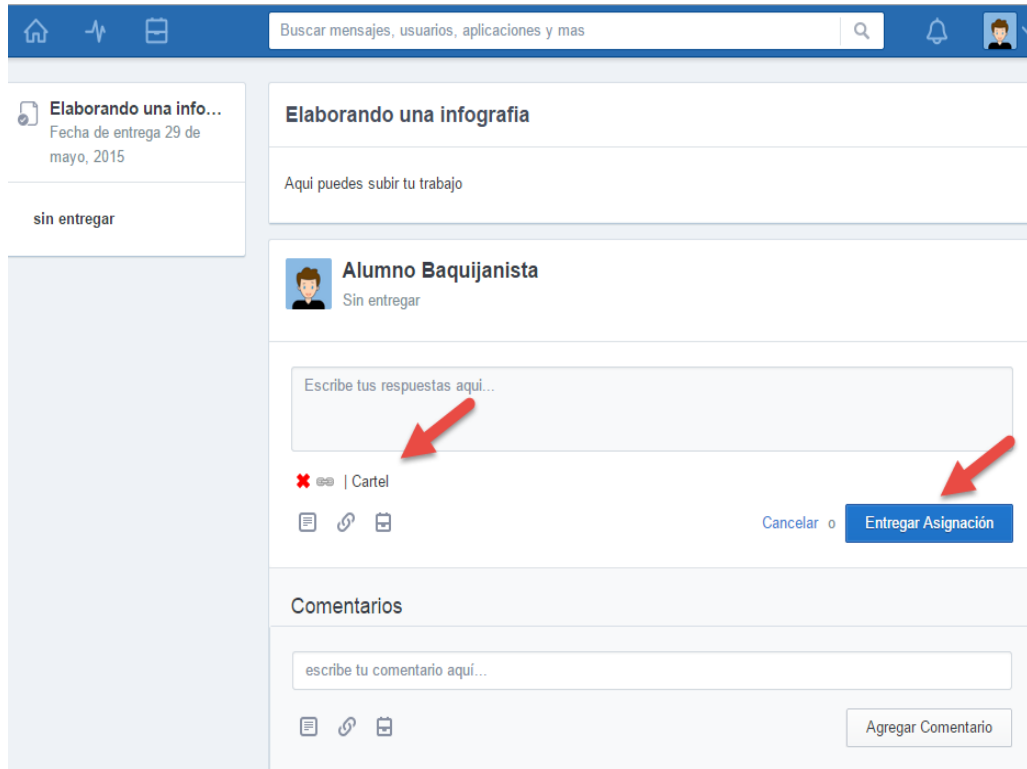 Buscar mensajes, usuarios, aplicaciones y mas
Elaborando una info...
Fecha de entrega 29 de
mayo, 2015
sin entregar
Elaborando una infografia
Aqui puedes subir tu trabajo
Alumno Baquijanista
Sin entregar
Escribe tus respuestas aqui...
| Cartel
Cancelar o Entregar Asignación
Comentarios
escribe tu comentario aquí...
Agregar Comentario